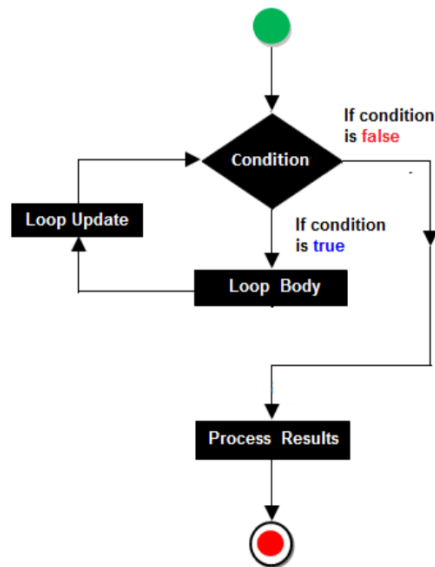 If condition
is false
Condition
Loop Update
If condition
is true
Loop Body
Process Results